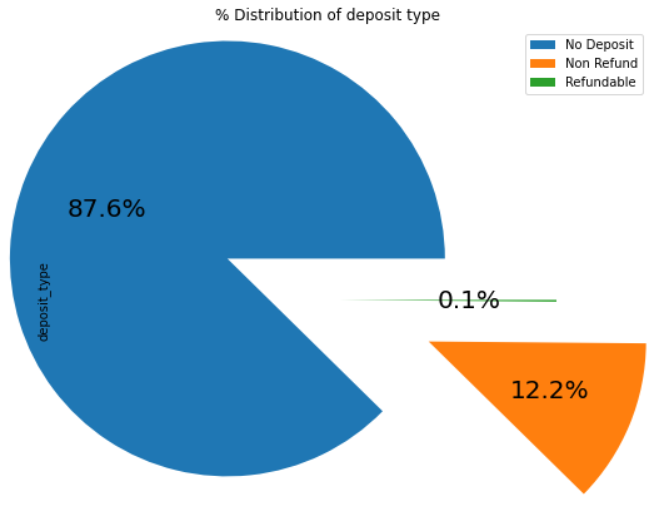 % Distribution of deposit type
No Deposit
Non Refund
Refundable
87.6%
deposit_type
0.1%
12.2%